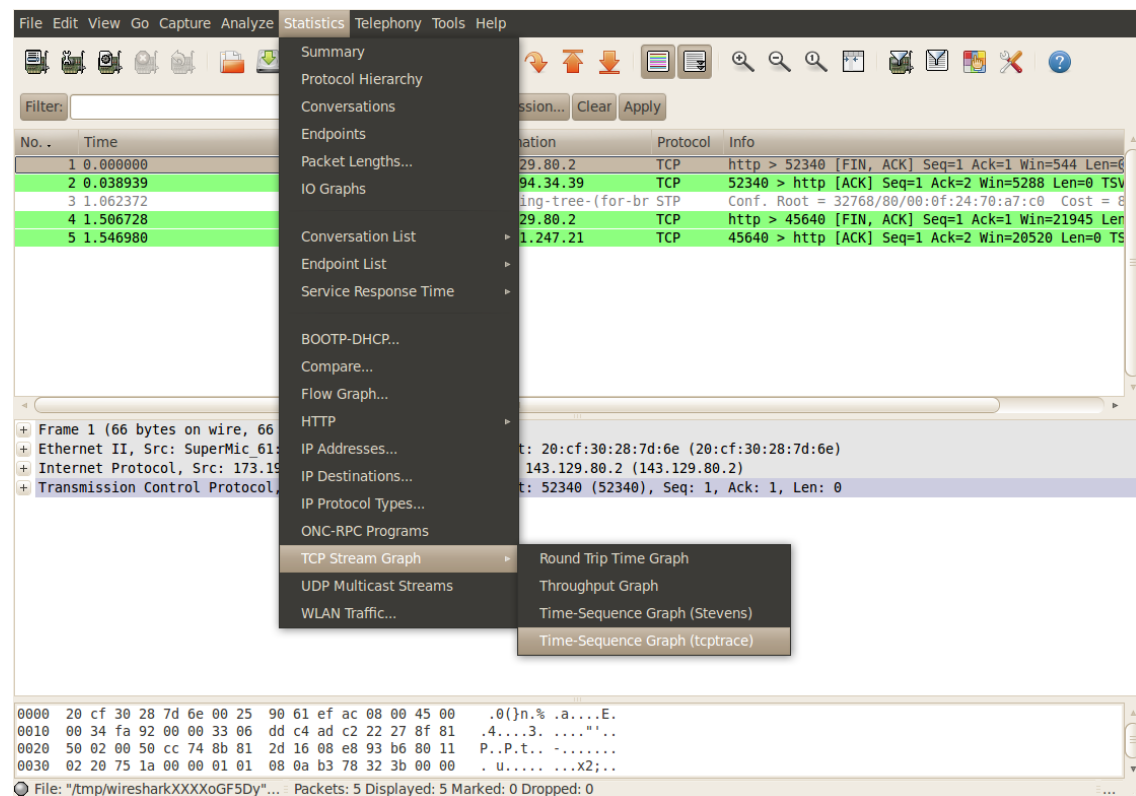 File Edit View Go Capture Analyze Statistics Telephony Tools Help
Summary
Protocol Hierarchy
Conversations
Endpoints
Packet Lengths...
IO Graphs
Conversation List
Endpoint List
Service Response Time
BOOTP-DHCP...
Compare...
Flow Graph...
HTTP
IP Addresses...
IP Destinations...
IP Protocol Types...
ONC-RPC Programs
TCP Stream Graph
UDP Multicast Streams
WLAN Traffic...
Round Trip Time Graph
Throughput Graph
Time-Sequence Graph (Stevens)
Time-Sequence Graph (tcptrace)
Filter: ssion... Clear Apply
No. . Time nation Protocol Info
1 0.000000 29.80.2 TCP http > 52340 [FIN, ACK] Seq=1 Ack=1 Win=544 Len=0
2 0.038939 94.34.39 TCP 52340 > http [ACK] Seq=1 Ack=2 Win=5288 Len=0 TSV
3 1.062372 ing-tree-(for-br STP Conf. Root = 32768/80/00:0f:24:70:a7:c0 Cost = 8
4 1.506728 29.80.2 TCP http > 45640 [FIN, ACK] Seq=1 Ack=1 Win=21945 Len
5 1.546980 1.247.21 TCP 45640 > http [ACK] Seq=1 Ack=2 Win=20520 Len=0 TS
Frame 1 (66 bytes on wire, 66
Ethernet II, Src: SuperMic_61: t: 20:cf:30:28:7d:6e (20:cf:30:28:7d:6e)
Internet Protocol, Src: 173.19 143.129.80.2 (143.129.80.2)
Transmission Control Protocol, t: 52340 (52340), Seq: 1, Ack: 1, Len: 0
0000 20 cf 30 28 7d 6e 00 25 90 61 ef ac 08 00 45 00 .0(}n.% .a....E.
0010 00 34 fa 92 00 00 33 06 dd c4 ad c2 22 27 8f 81 .4....3. ...."'..
0020 50 02 00 50 cc 74 8b 81 2d 16 08 e8 93 b6 80 11 P..P.t.. -.......
0030 02 20 75 1a 00 00 01 01 08 0a b3 78 32 3b 00 00 . u..... ...x2;..
File: "/tmp/wiresharkXXXXoGF5Dy"... Packets: 5 Displayed: 5 Marked: 0 Dropped: 0 ...